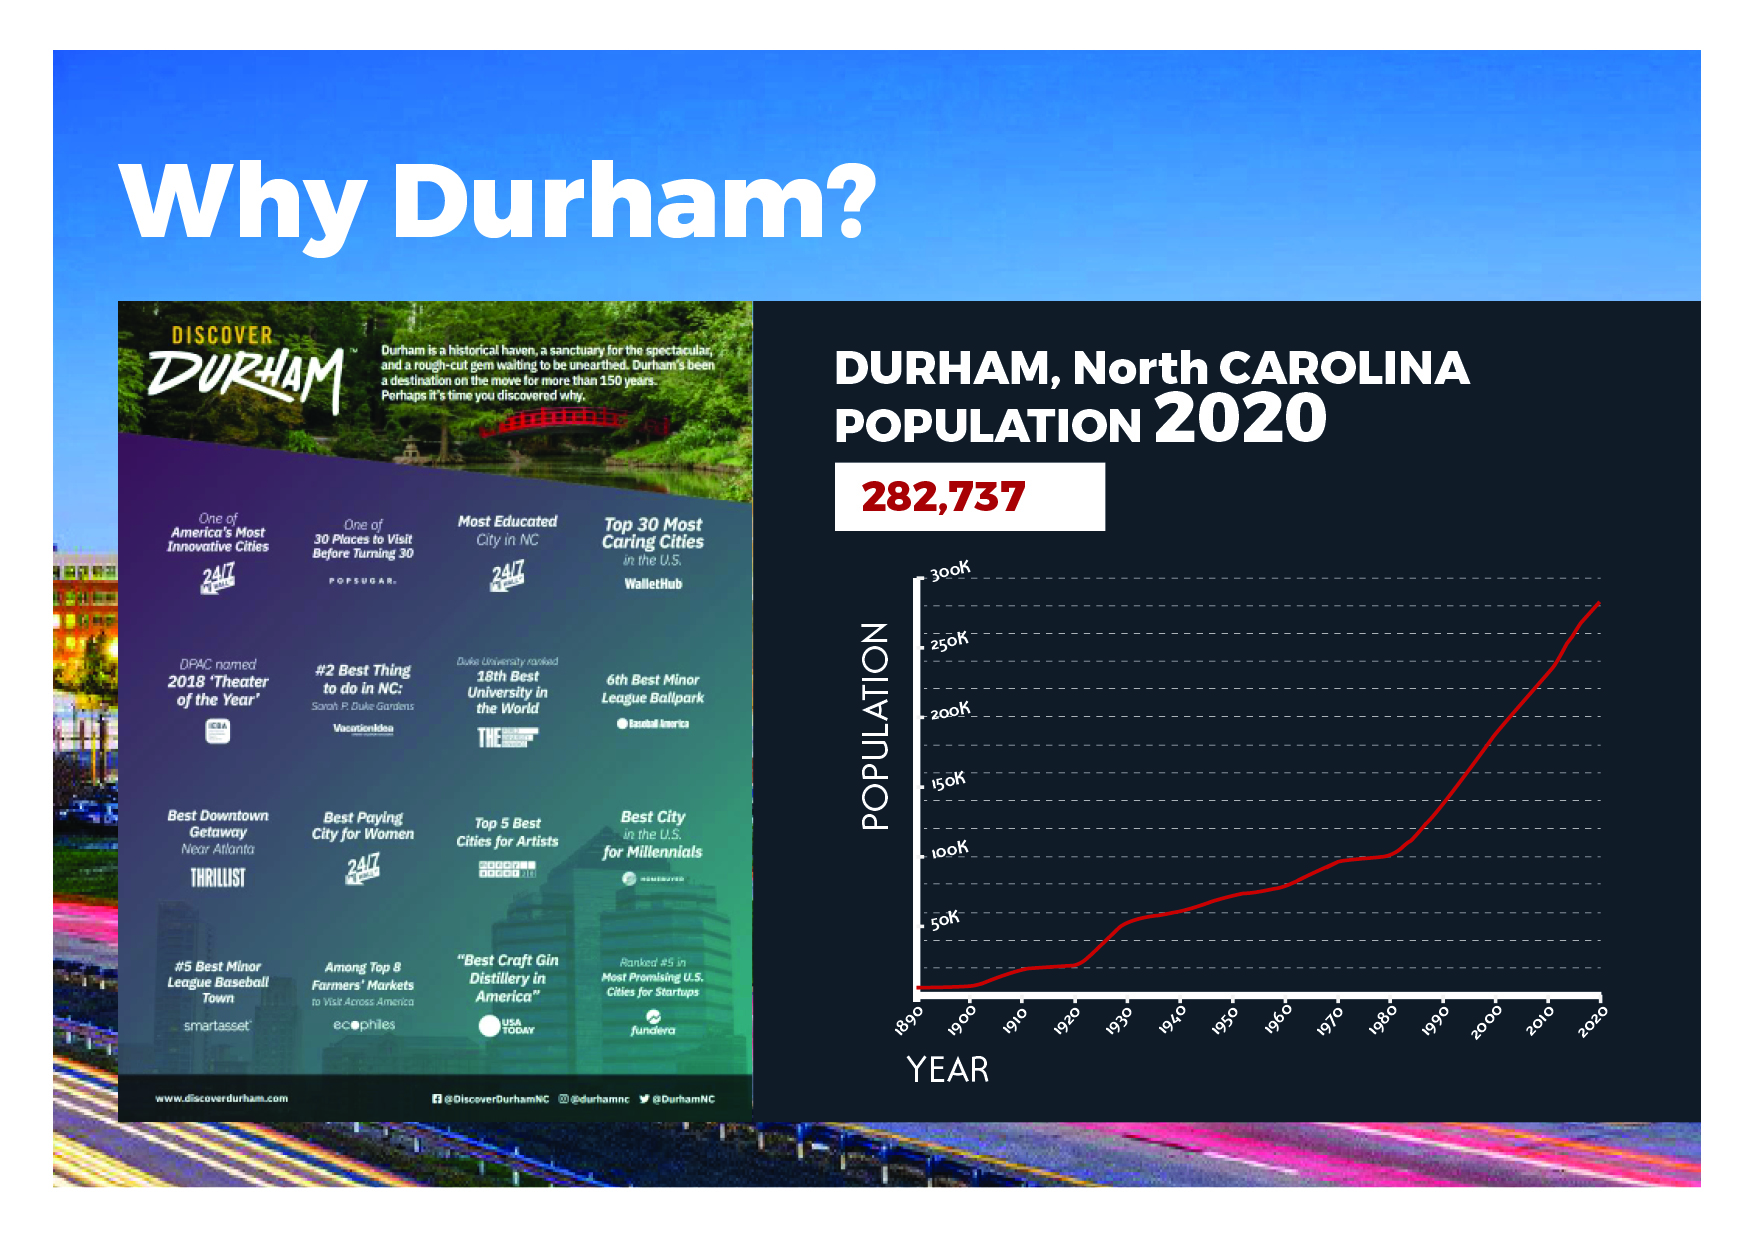 Why Durham?
DISCOVER
DURHAM™
Durham is a historical haven, a sanctuary for the spectacular,
and a rough-cut gem waiting to be unearthed. Durham's been
a destination on the move for more than 150 years.
Perhaps it's time you discovered why.
One of
America's Most
Innovative Cities
24/7
WALL ST
One of
30 Places to Visit
Before Turning 30
POPSUGAR.
Most Educated
City in NC
24/7
WALL ST
Top 30 Most
Caring Cities
in the U.S.
WalletHub
DPAC named
2018 'Theater
of the Year'
#2 Best Thing
to do in NC:
Sarah P. Duke Gardens
VacationIdea
Duke University ranked
18th Best
University in
the World
THE
6th Best Minor
League Ballpark
Baseball America
Best Downtown
Getaway
Near Atlanta
THRILLIST
Best Paying
City for Women
24/7
Top 5 Best
Cities for Artists
Best City
in the U.S.
for Millennials
HOMEBUYER
#5 Best Minor
League Baseball
Town
smartasset
Among Top 8
Farmers' Markets
to Visit Across America
ecophiles
"Best Craft Gin
Distillery in
America"
USA
TODAY
Ranked #5 in
Most Promising U.S.
Cities for Startups
fundera
www.discoverdurham.com
@DiscoverDurhamNC @durhamnc @DurhamNC
DURHAM, North CAROLINA
POPULATION 2020
282,737
POPULATION
300K
250K
200K
150K
100K
50K
1890 1900 1910 1920 1930 1940 1950 1960 1970 1980 1990 2000 2010 2020
YEAR